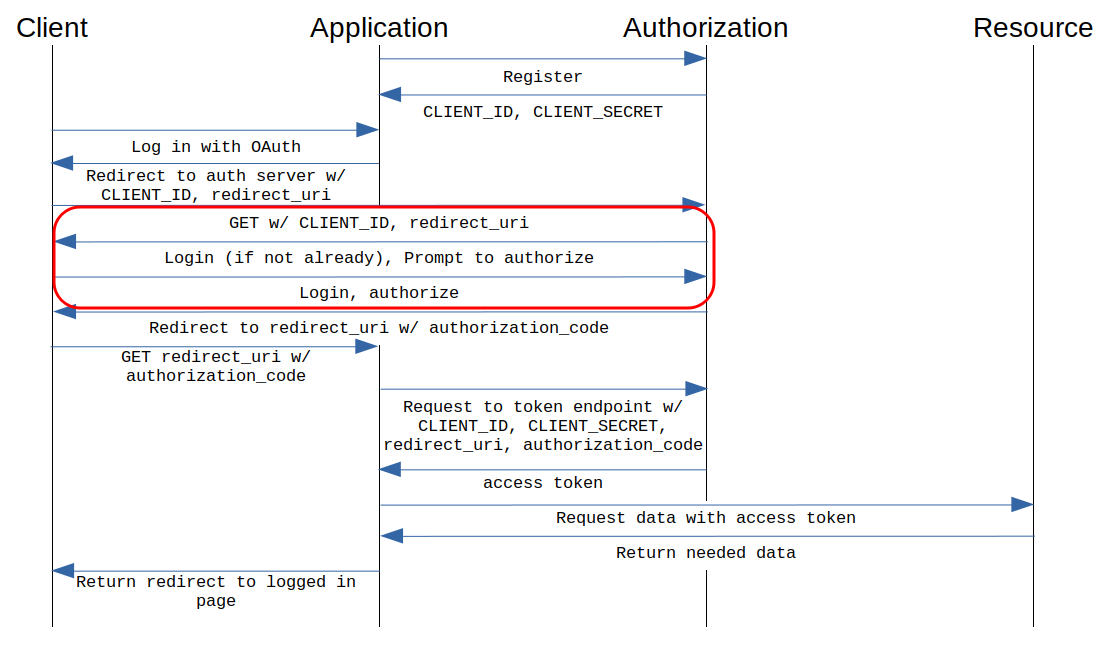 Client Application Authorization Resource
Register
CLIENT_ID, CLIENT_SECRET
Log in with OAuth
Redirect to auth server w/
CLIENT_ID, redirect_uri
GET w/ CLIENT_ID, redirect_uri
Login (if not already), Prompt to authorize
Login, authorize
Redirect to redirect_uri w/ authorization_code
GET redirect_uri w/
authorization_code
Request to token endpoint w/
CLIENT_ID, CLIENT_SECRET,
redirect_uri, authorization_code
access token
Request data with access token
Return needed data
Return redirect to logged in
page